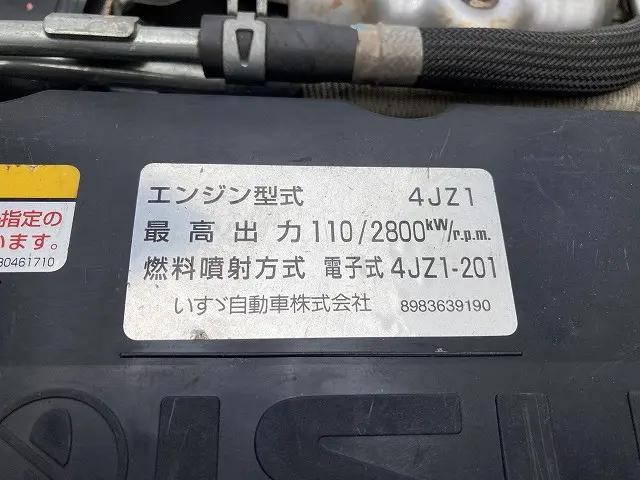 エンジン型式 4JZ1
最高出力 110/2800kW/r.p.m.
燃料噴射方式 電子式 4JZ1-201
いすゞ自動車株式会社 8983639190
指定の
います。
80461710
ISU